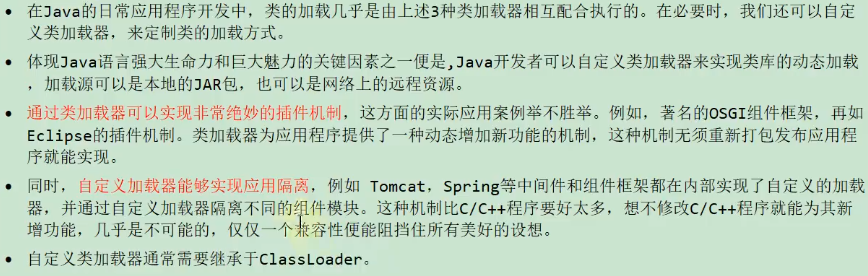 • 在Java的日常应用程序开发中，类的加载几乎是由上述3种类加载器相互配合执行的。在必要时，我们还可以自定
义类加载器，来定制类的加载方式。
• 体现Java语言强大生命力和巨大魅力的关键因素之一便是,Java开发者可以自定义类加载器来实现类库的动态加载
，加载源可以是本地的JAR包，也可以是网络上的远程资源。
• 通过类加载器可以实现非常绝妙的插件机制，这方面的实际应用案例举不胜举。例如，著名的OSGI组件框架，再如
Eclipse的插件机制。类加载器为应用程序提供了一种动态增加新功能的机制，这种机制无须重新打包发布应用程
序就能实现。
• 同时，自定义加载器能够实现应用隔离，例如 Tomcat，Spring等中间件和组件框架都在内部实现了自定义的加载
器，并通过自定义加载器隔离不同的组件模块。这种机制比C/C++程序要好太多，想不修改C/C++程序就能为其新
增功能，几乎是不可能的，仅仅一个兼容性便能阻挡住所有美好的设想。
• 自定义类加载器通常需要继承于ClassLoader。